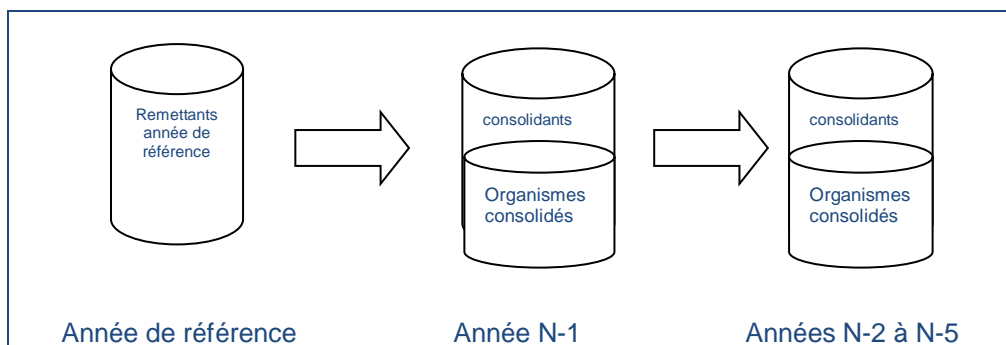 Remettants
année de
référence
consolidants
Organismes
consolidés
consolidants
Organismes
consolidés
Année de référence
Année N-1
Années N-2 à N-5